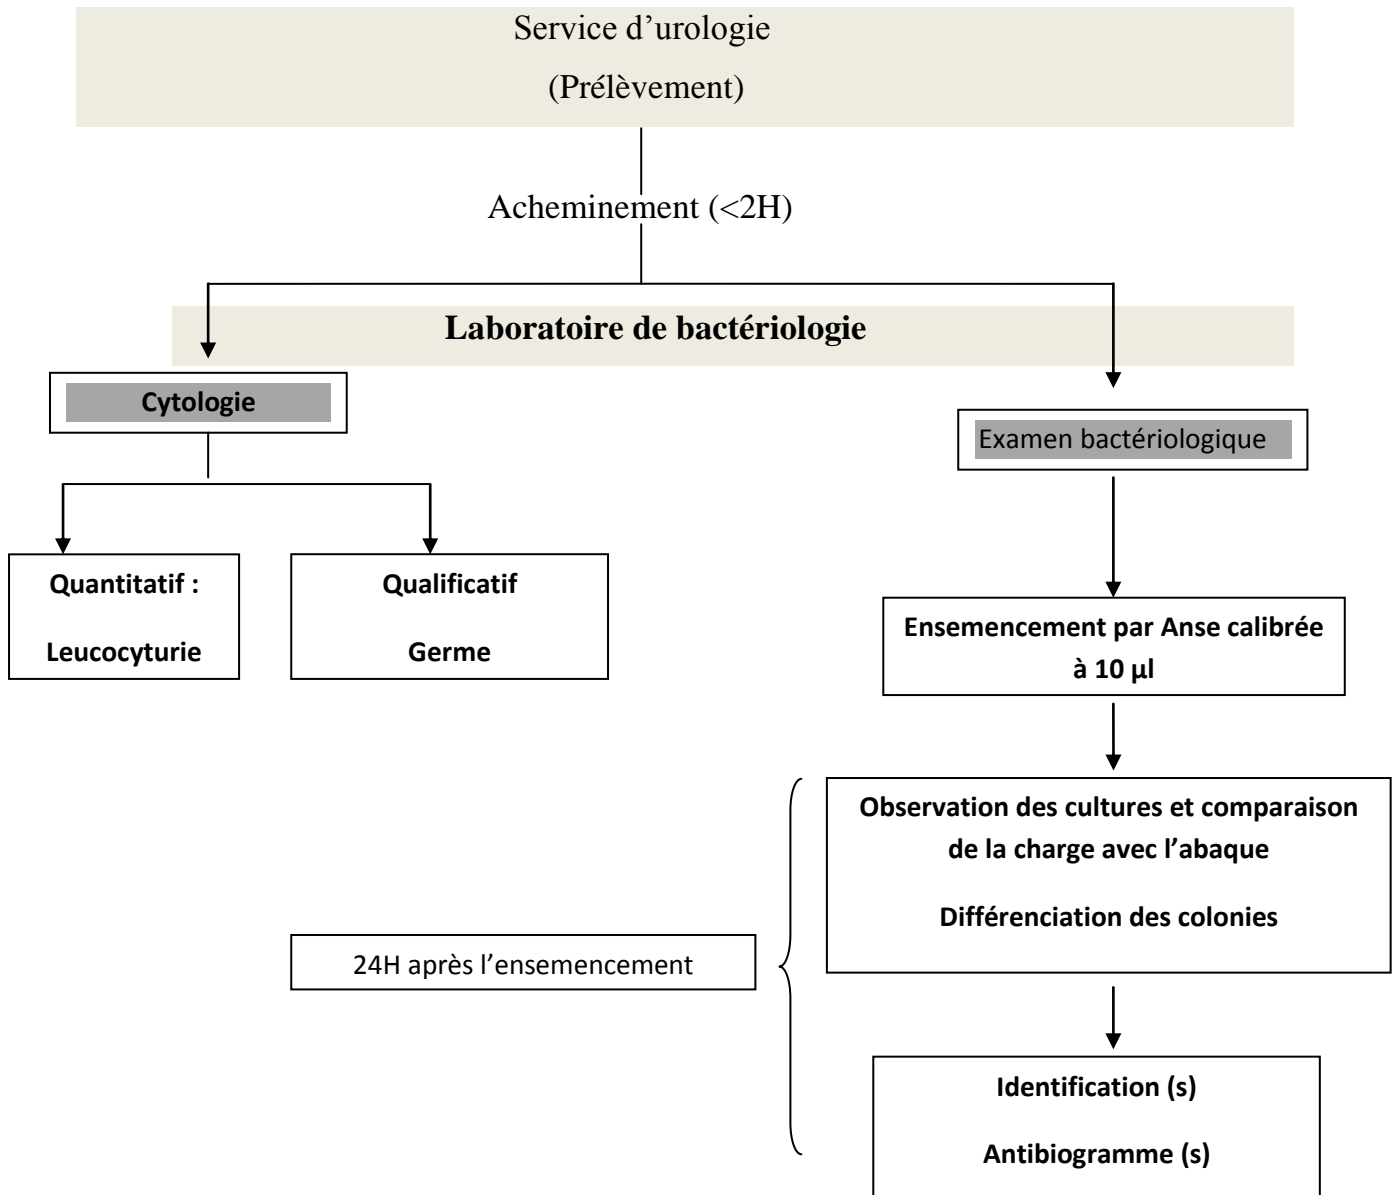 Service d’urologie
(Prélèvement)
Acheminement (<2H)
Laboratoire de bactériologie
Cytologie
Examen bactériologique
Quantitatif :
Leucocyturie
Qualificatif
Germe
Ensemencement par Anse calibrée
à 10 µl
Observation des cultures et comparaison
de la charge avec l’abaque
Différenciation des colonies
24H après l’ensemencement
Identification (s)
Antibiogramme (s)